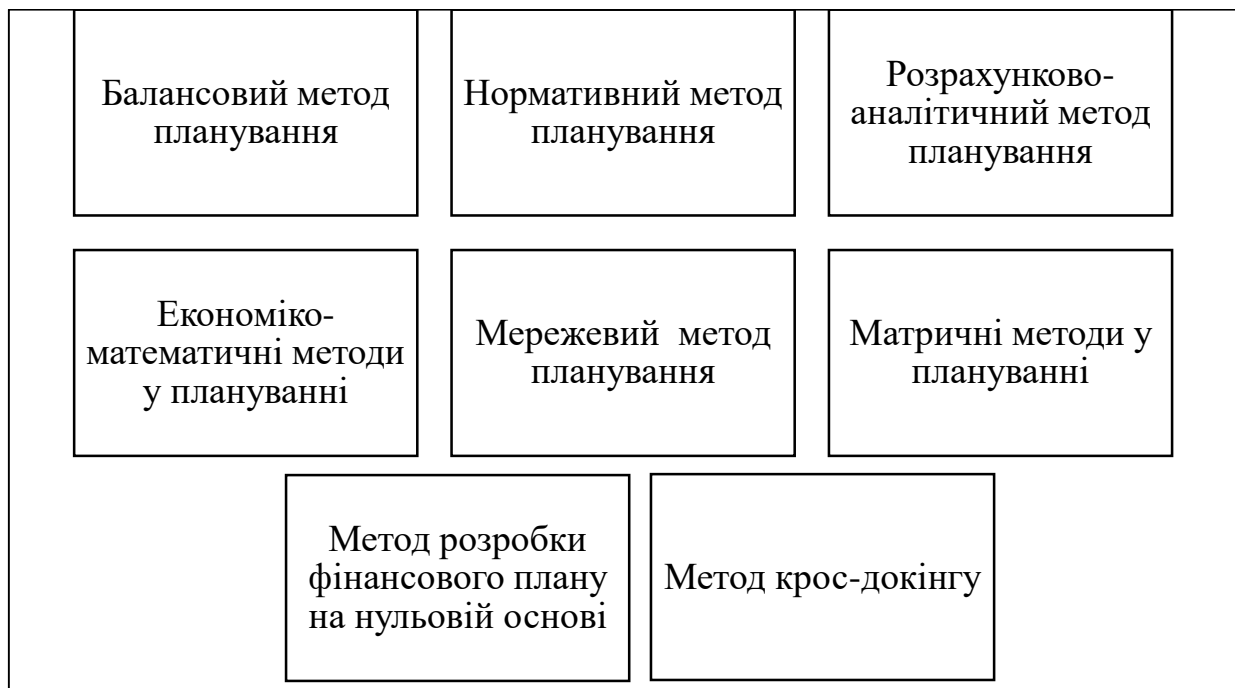 Балансовий метод
планування
Нормативний метод
планування
Розрахунково-
аналітичний метод
планування
Економіко-
математичні методи
у плануванні
Мережевий  метод
планування
Матричні методи у
плануванні
Метод розробки
фінансового плану
на нульовій основі
Метод крос-докінгу